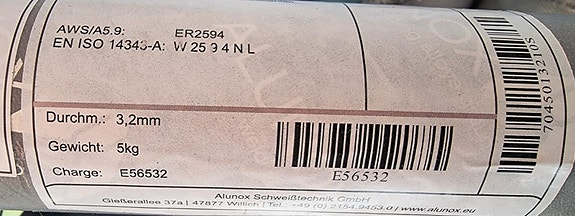 AWS/A5.9: ER2594
EN ISO 14343-A: W 25 9 4 N L
Durchm.: 3,2mm
Gewicht: 5kg
Charge: E56532
E56532
Alunox Schweißtechnik GmbH
Gießerallee 37a | 47877 Willich | Tel.: +49 (0) 2154.9453.0 / www.alunox.eu
70450132105